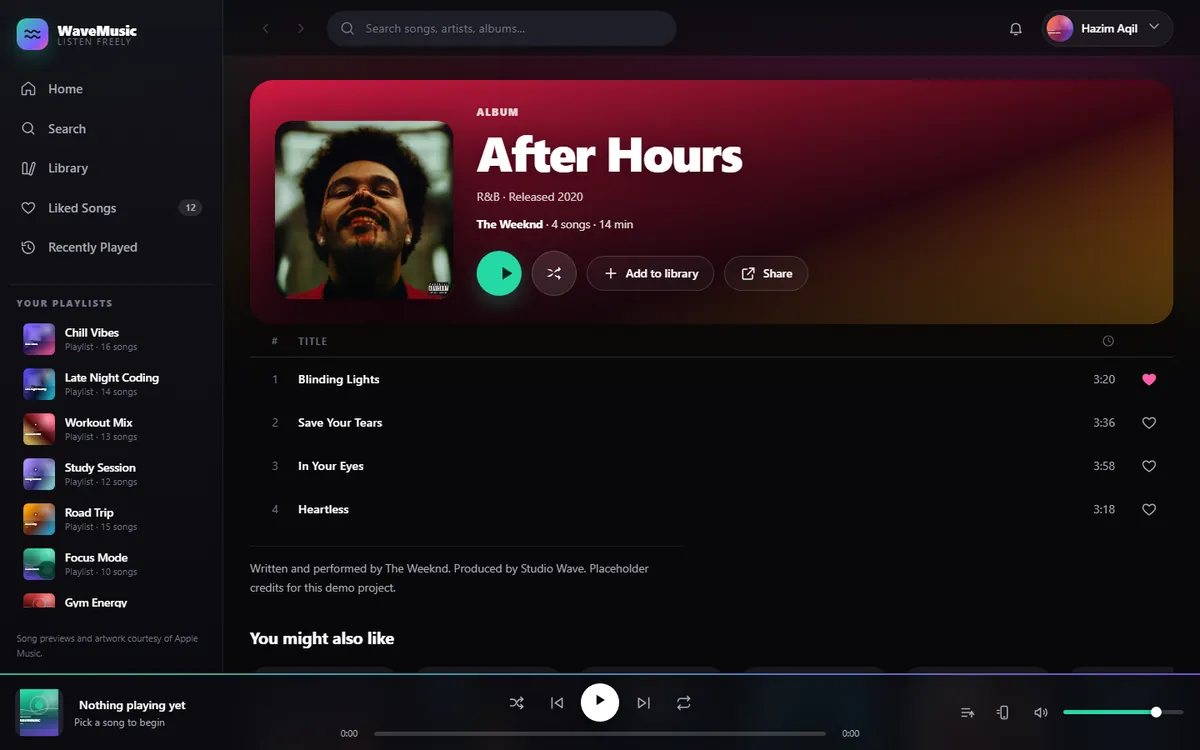 WaveMusic
LISTEN FREELY
Home
Search
Library
Liked Songs 12
Recently Played
YOUR PLAYLISTS
Chill Vibes
Playlist · 16 songs
Late Night Coding
Playlist · 14 songs
Workout Mix
Playlist · 13 songs
Study Session
Playlist · 12 songs
Road Trip
Playlist · 15 songs
Focus Mode
Playlist · 10 songs
Gym Energy
Song previews and artwork courtesy of Apple
Music.
Search songs, artists, albums...
Hazim Aqil
ALBUM
After Hours
R&B · Released 2020
The Weeknd · 4 songs · 14 min
Add to library
Share
# TITLE
1 Blinding Lights 3:20
2 Save Your Tears 3:36
3 In Your Eyes 3:58
4 Heartless 3:18
Written and performed by The Weeknd. Produced by Studio Wave. Placeholder
credits for this demo project.
You might also like
Nothing playing yet
Pick a song to begin
0:00
0:00